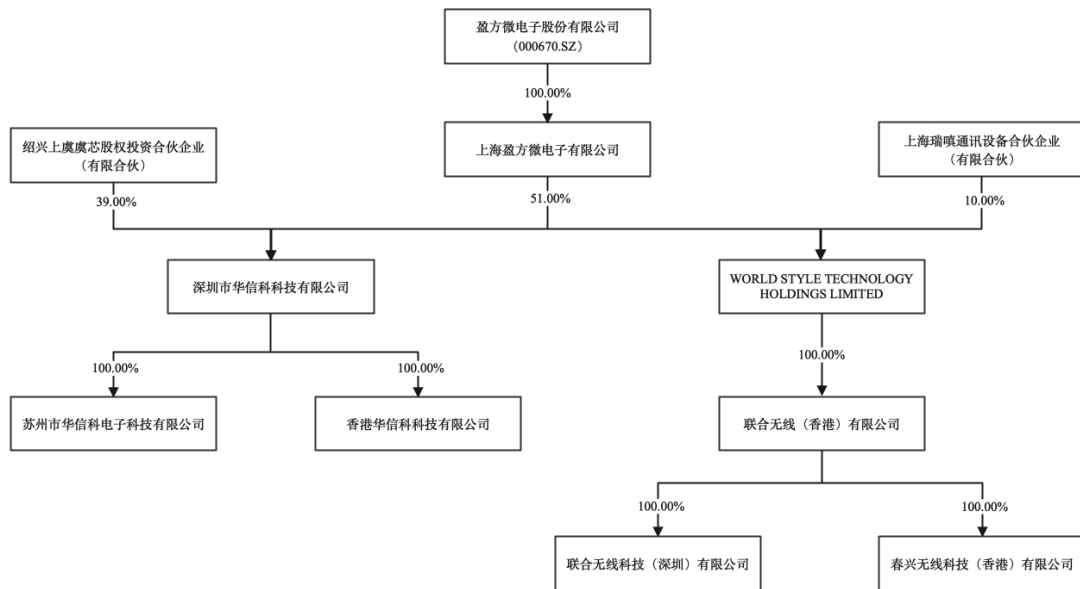 盈方微电子股份有限公司
（000670.SZ）
100.00%
绍兴上虞虞芯股权投资合伙企业
（有限合伙）
上海盈方微电子有限公司
上海瑞嗔通讯设备合伙企业
（有限合伙）
39.00%
51.00%
10.00%
深圳市华信科科技有限公司
WORLD STYLE TECHNOLOGY
HOLDINGS LIMITED
100.00%
100.00%
100.00%
苏州市华信科电子科技有限公司
香港华信科科技有限公司
联合无线（香港）有限公司
100.00%
100.00%
联合无线科技（深圳）有限公司
春兴无线科技（香港）有限公司